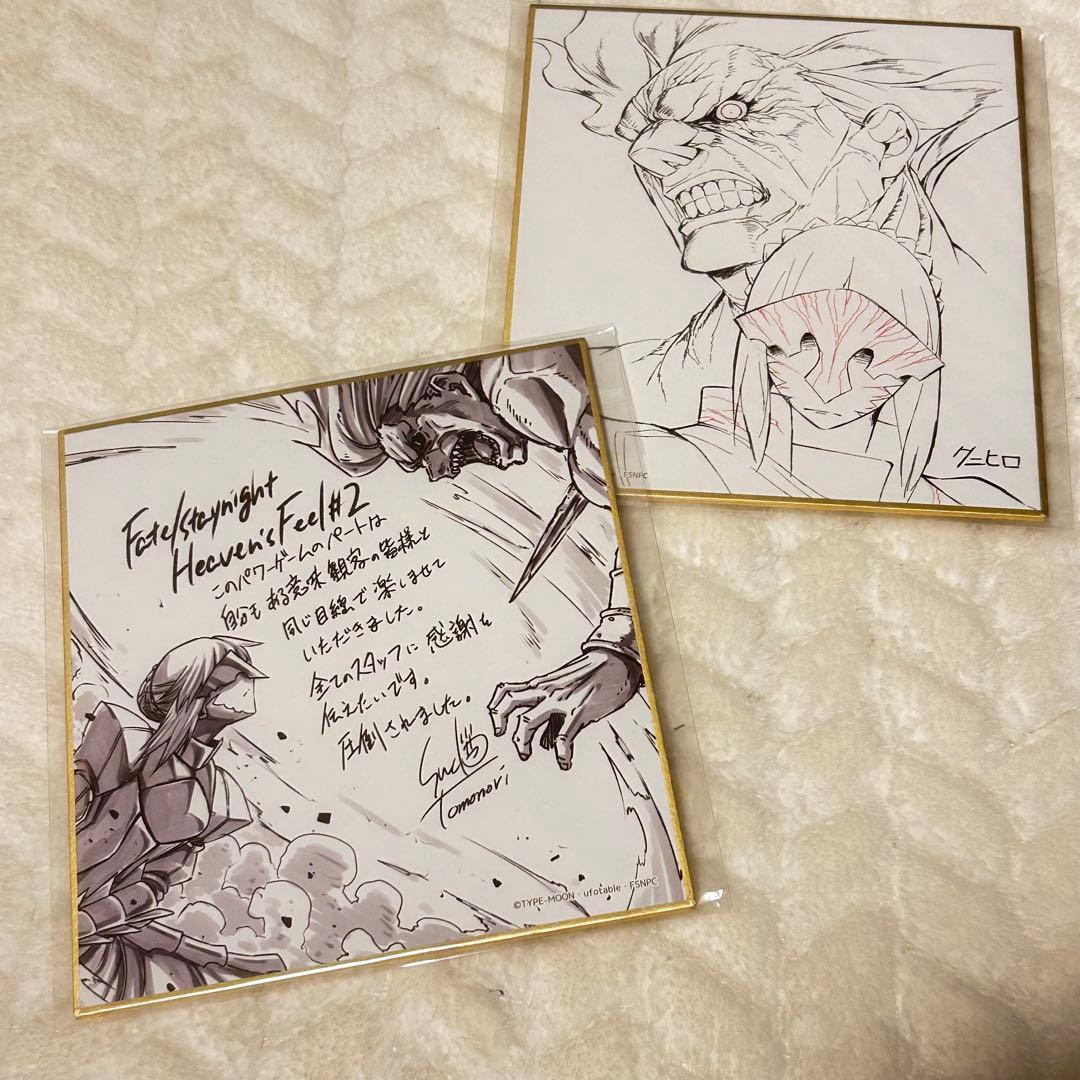 クニヒロ
FSNPC
Fate/staynight
Heaven's Feel #2
このパワーゲームのパートは
自分もある意味観客の皆様と
同じ目線で楽しませて
いただきました。
全てのスタッフに感謝を
伝えたいです。
圧倒されました。
Tomonori
©TYPE-MOON・ufotable・FSNPC